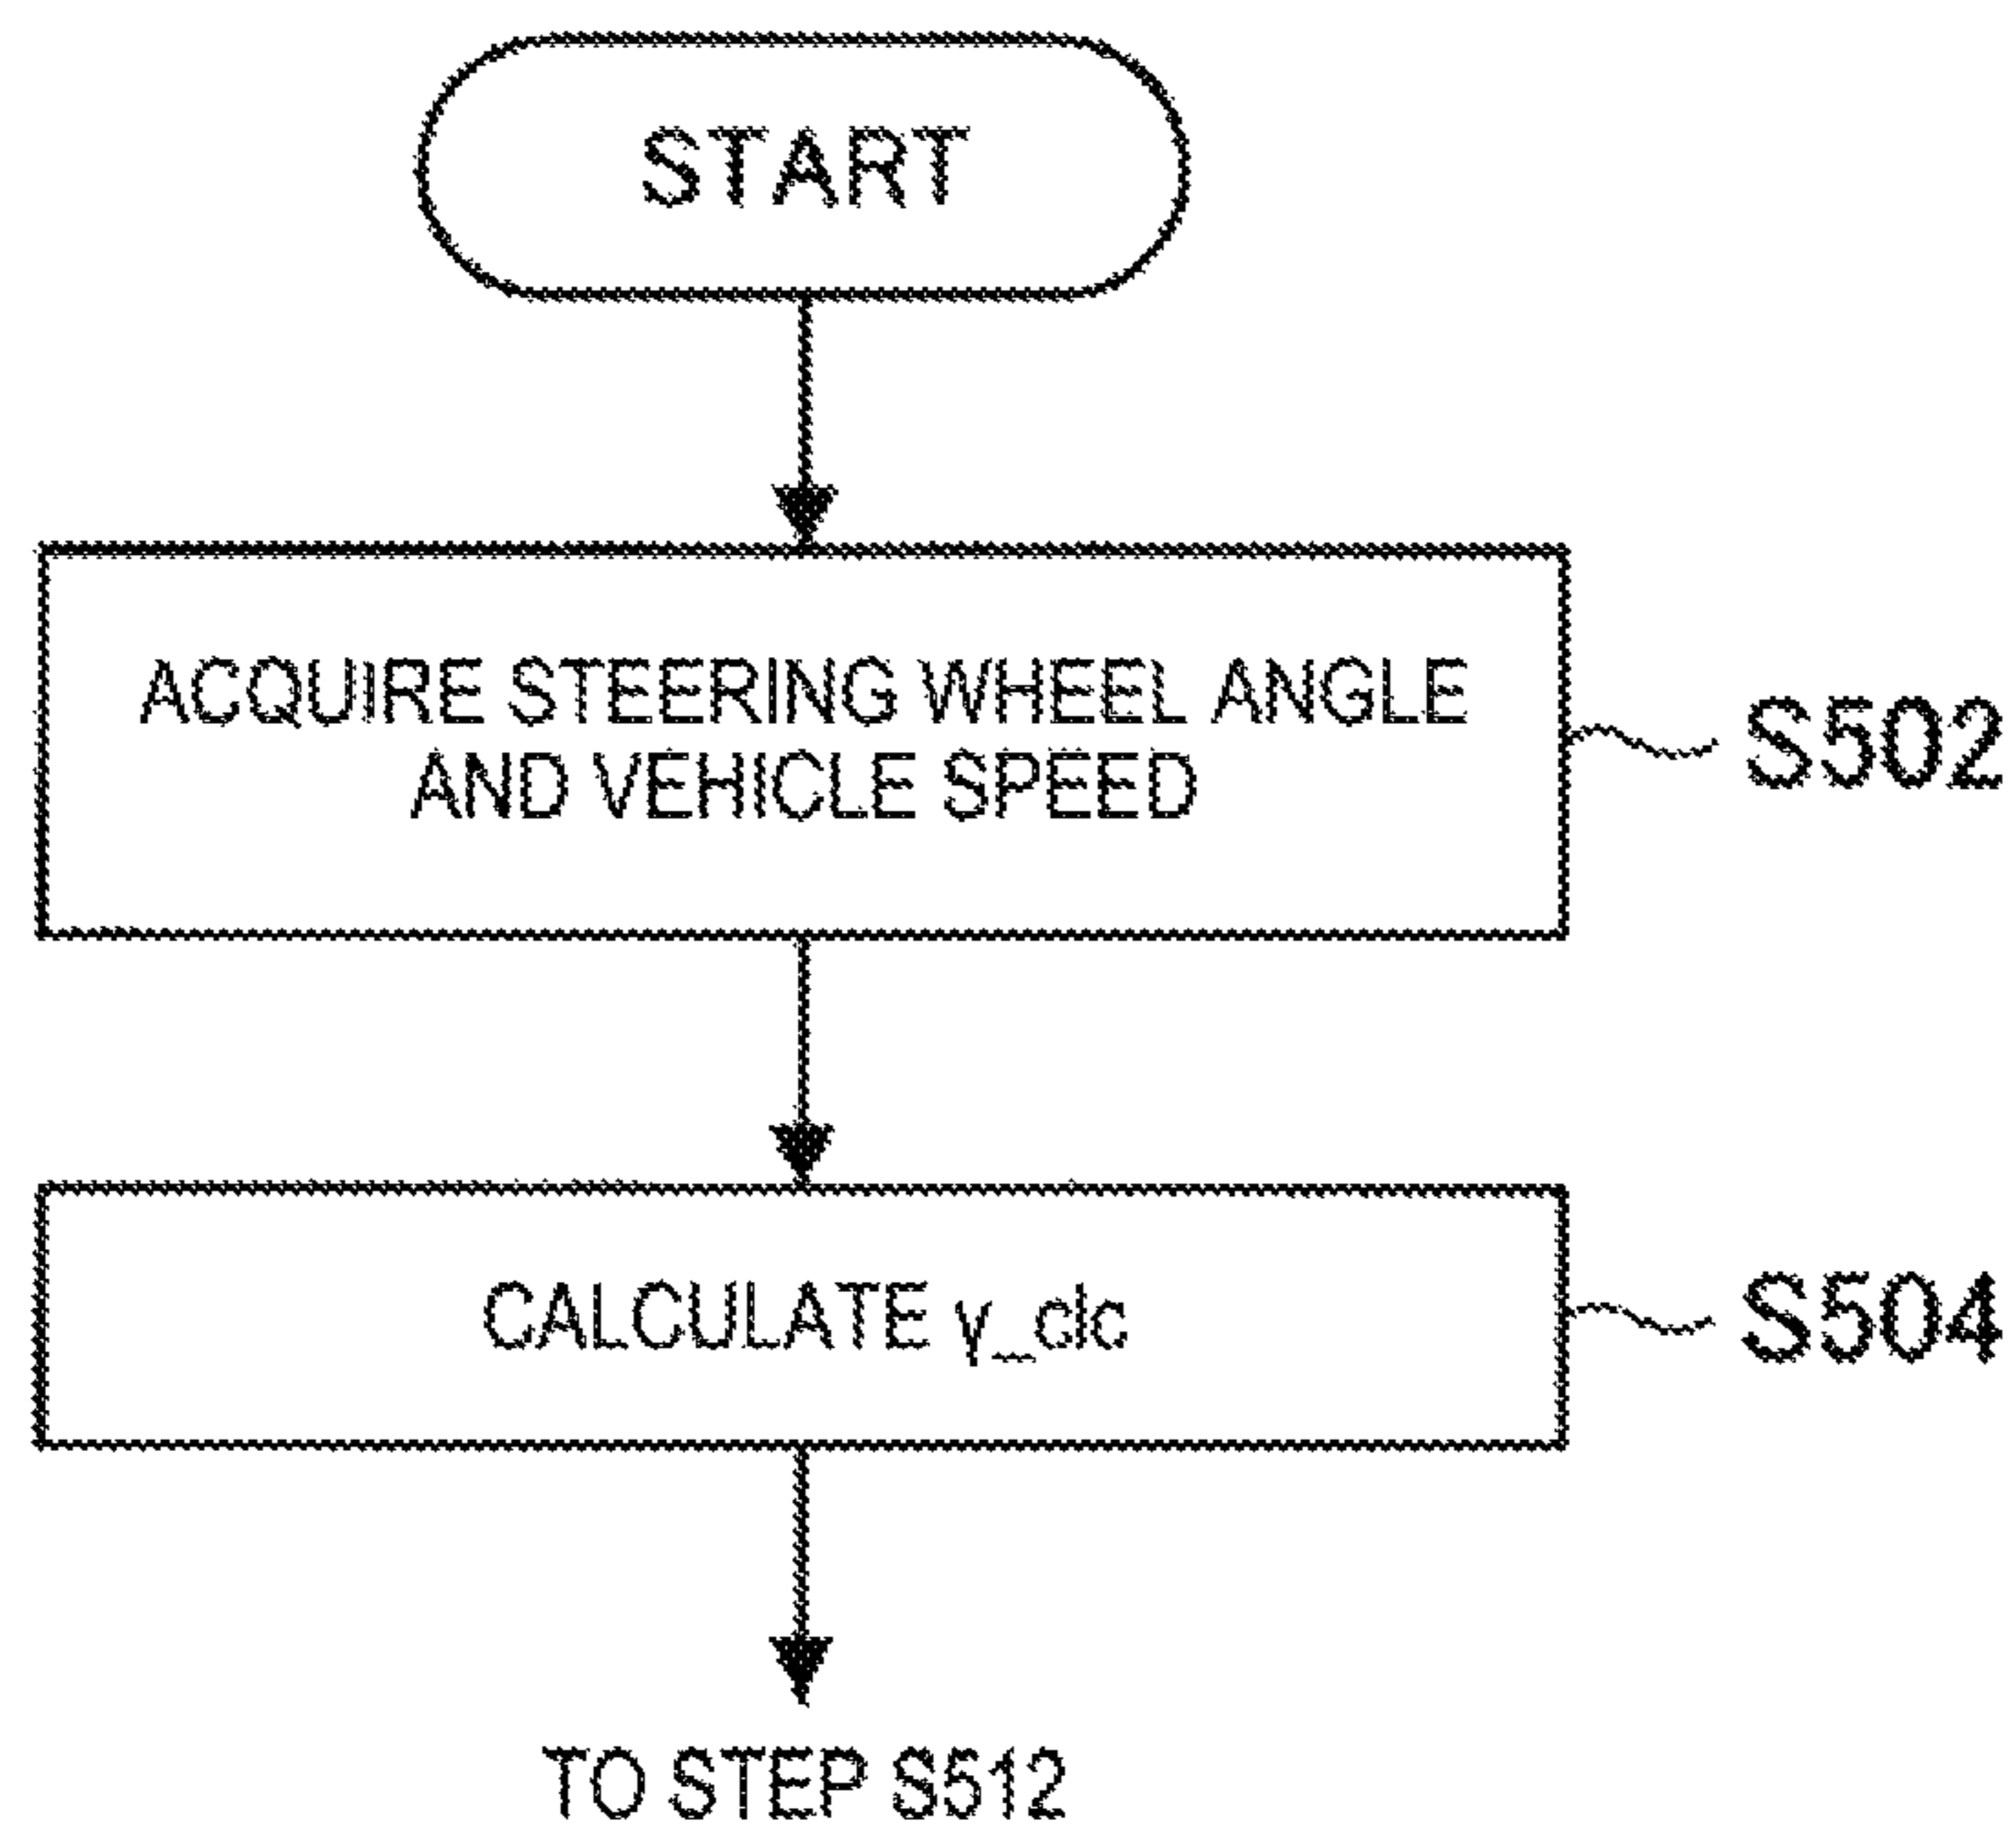 START
ACQUIRE STEERING WHEEL ANGLE
AND VEHICLE SPEED
S502
CALCULATE γ_clc
S504
TO STEP S512